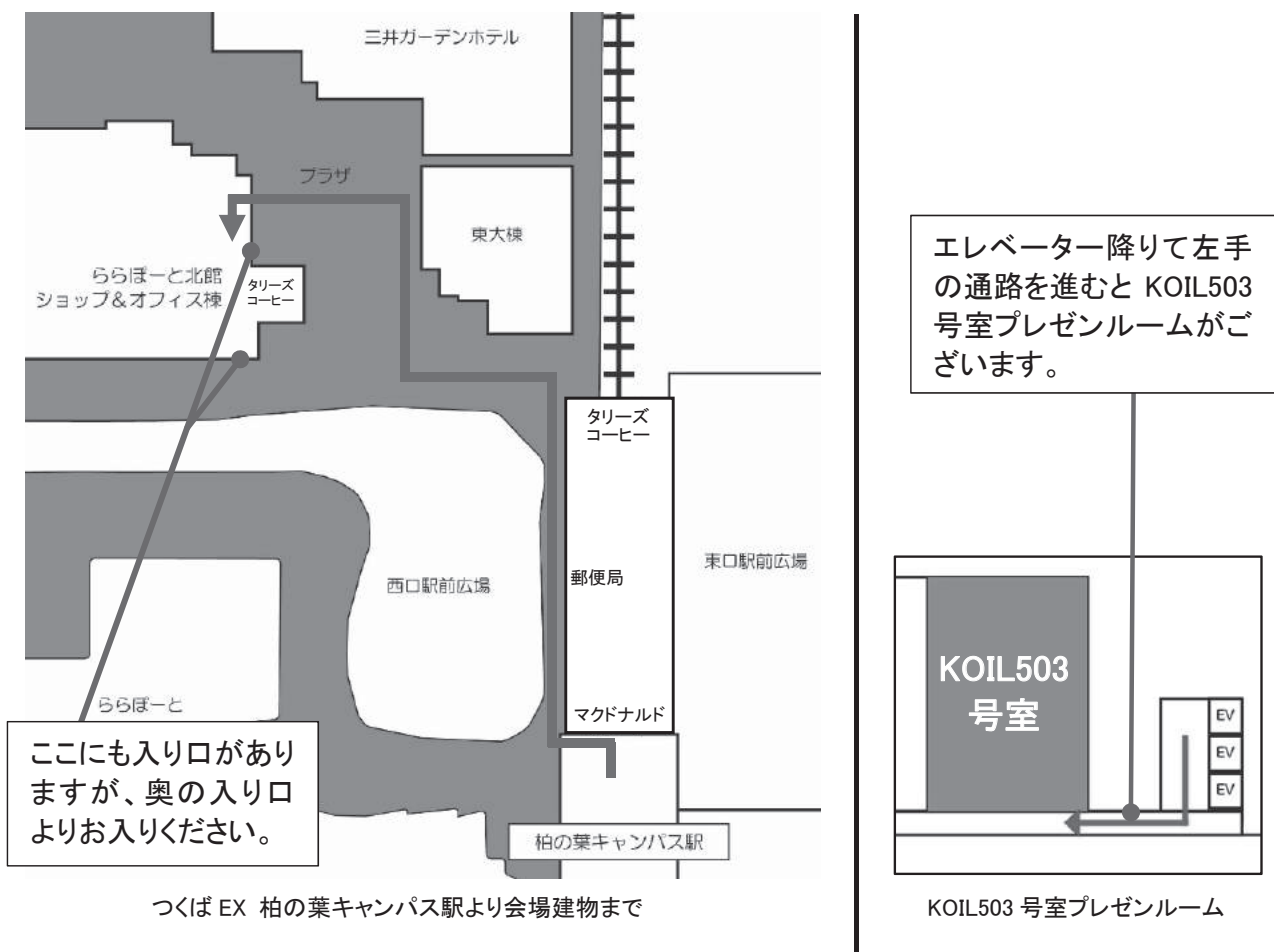 三井ガーデンホテル
プラザ
東大棟
ららぽーと北館
ショップ＆オフィス棟
タリーズ
コーヒー
タリーズ
コーヒー
西口駅前広場
郵便局
東口駅前広場
ららぽーと
マクドナルド
ここにも入り口があり
ますが、奥の入り口
よりお入りください。
柏の葉キャンパス駅
つくば EX 柏の葉キャンパス駅より会場建物まで
エレベーター降りて左手
の通路を進むと KOIL503
号室プレゼンルームがご
ざいます。
KOIL503
号室
EV
EV
EV
KOIL503 号室プレゼンルーム